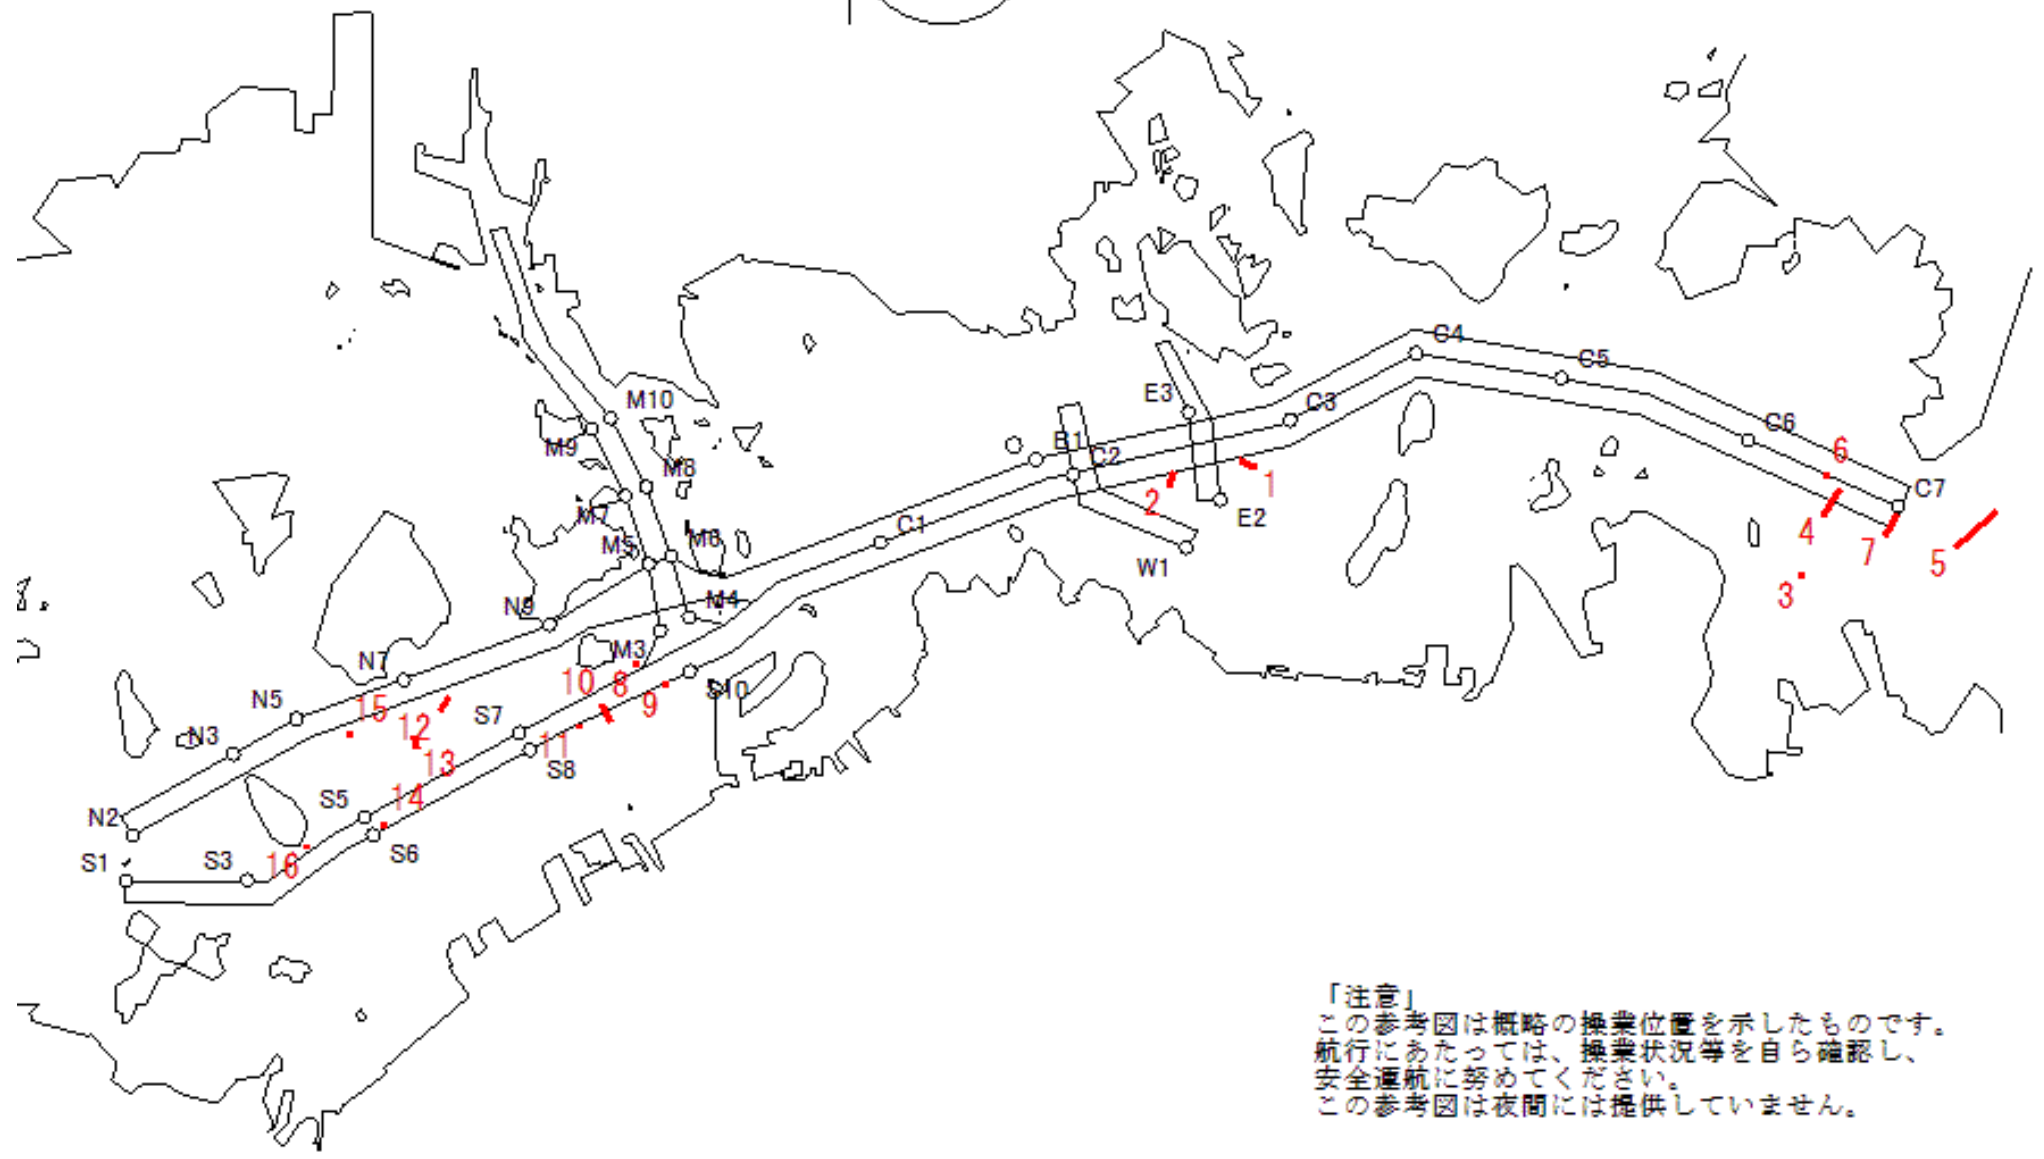 C4
C5
E3
C3
M10
C6
6
M9
B1
C2
M8
1
2
C7
E2
4
M7
C1
7
M5
M6
5
W1
3
N9
M4
M3
N7
10
8
S10
N5
15
9
12
S7
N3
11
13
S8
14
S5
N2
S6
S1
S3
16
「注意」
この参考図は概略の操業位置を示したものです。
航行にあたっては、操業状況等を自ら確認し、
安全運航に努めてください。
この参考図は夜間には提供していません。